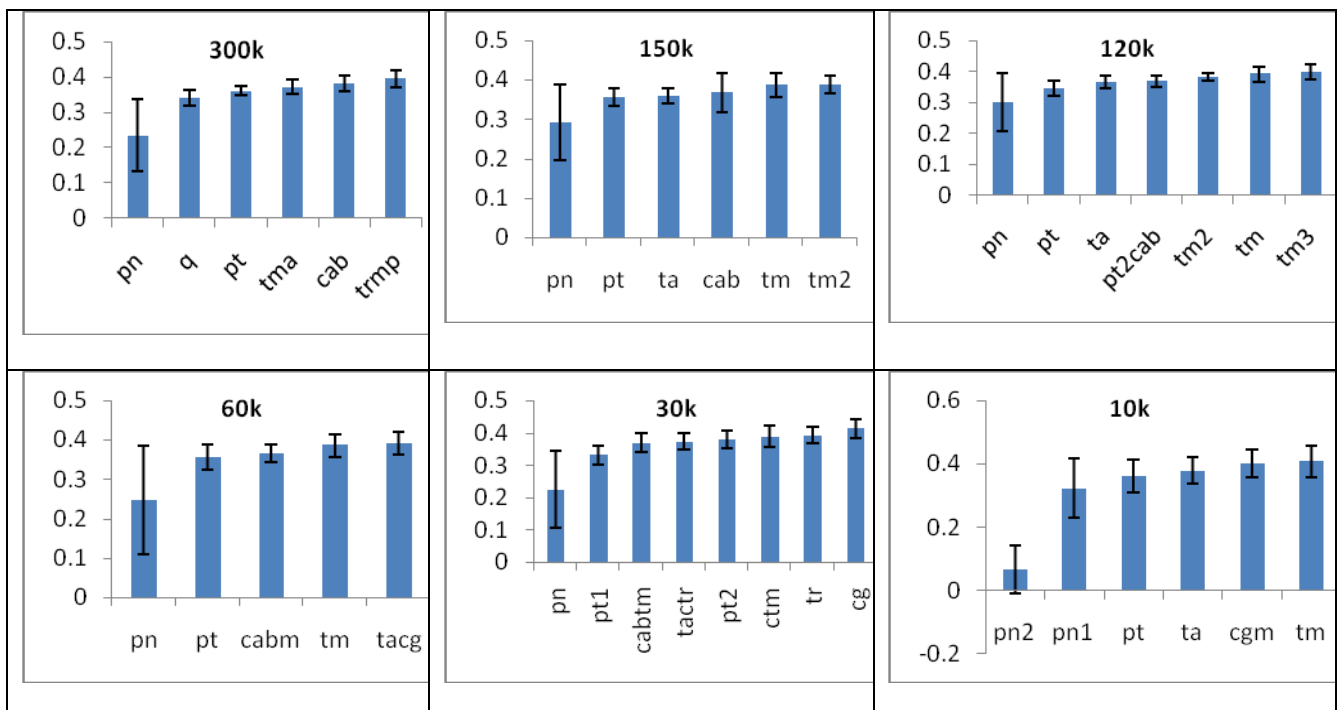 300k
0.5
0.4
0.3
0.2
0.1
0
pn q pt tma cab trmp
150k
0.5
0.4
0.3
0.2
0.1
0
pn pt ta cab tm tm2
120k
0.5
0.4
0.3
0.2
0.1
0
pn pt ta pt2cab tm2 tm tm3
60k
0.5
0.4
0.3
0.2
0.1
0
pn pt cabm tm tacg
30k
0.5
0.4
0.3
0.2
0.1
0
pn pt1 cabtm tactr pt2 ctm tr cg
10k
0.6
0.4
0.2
0
-0.2
pn2 pn1 pt ta cgm tm